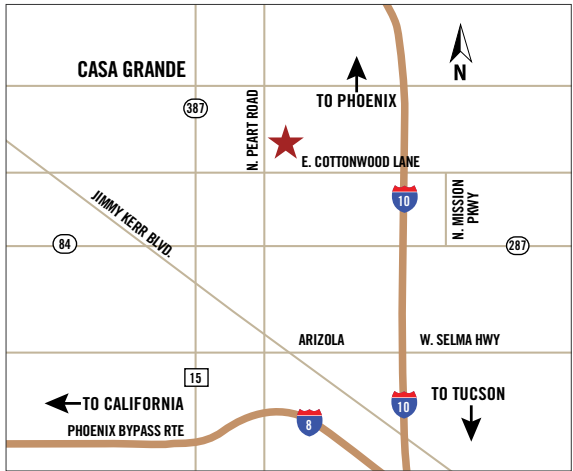 CASA GRANDE
N
TO PHOENIX
387
N. PEART ROAD
E. COTTONWOOD LANE
10
N. MISSION
PKWY
JIMMY KERR BLVD.
84
287
ARIZOLA
W. SELMA HWY
15
TO CALIFORNIA
10
TO TUCSON
PHOENIX BYPASS RTE
8